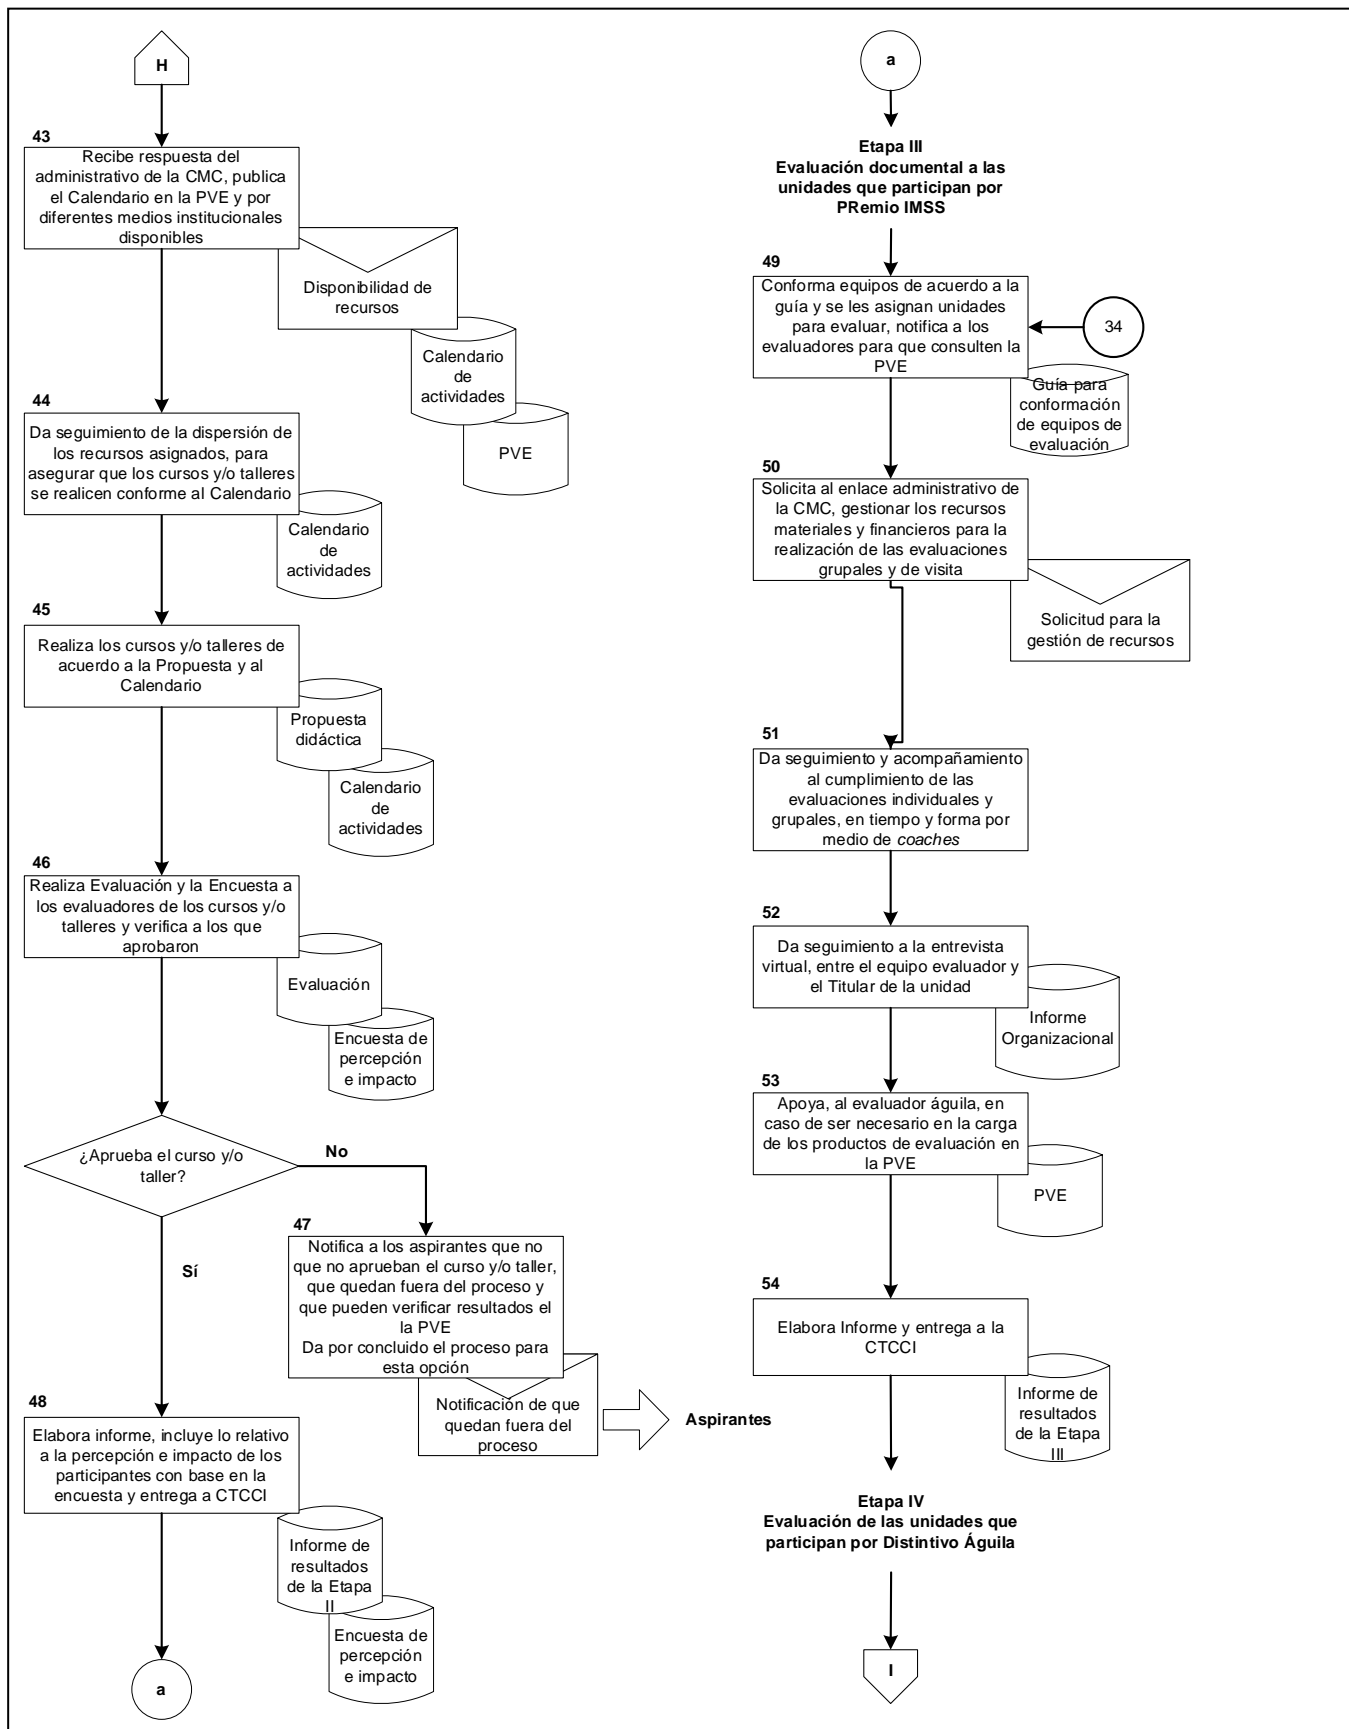 H
43
Recibe respuesta del
administrativo de la CMC, publica
el Calendario en la PVE y por
diferentes medios institucionales
disponibles
Disponibilidad de
recursos
Calendario
de
actividades
PVE
44
Da seguimiento de la dispersión de
los recursos asignados, para
asegurar que los cursos y/o talleres
se realicen conforme al Calendario
Calendario
de
actividades
45
Realiza los cursos y/o talleres de
acuerdo a la Propuesta y al
Calendario
Propuesta
didáctica
Calendario
de
actividades
46
Realiza Evaluación y la Encuesta a
los evaluadores de los cursos y/o
talleres y verifica a los que
aprobaron
Evaluación
Encuesta de
percepción
e impacto
¿Aprueba el curso y/o
taller?
No
Sí
47
Notifica a los aspirantes que no
que no aprueban el curso y/o taller,
que quedan fuera del proceso y
que pueden verificar resultados el
la PVE
Da por concluido el proceso para
esta opción
Notificación de que
quedan fuera del
proceso
Aspirantes
48
Elabora informe, incluye lo relativo
a la percepción e impacto de los
participantes con base en la
encuesta y entrega a CTCCI
Informe de
resultados
de la Etapa
II
Encuesta de
percepción
e impacto
a
a
Etapa III
Evaluación documental a las
unidades que participan por
PRemio IMSS
49
Conforma equipos de acuerdo a la
guía y se les asignan unidades
para evaluar, notifica a los
evaluadores para que consulten la
PVE
34
Guía para
conformación
de equipos de
evaluación
50
Solicita al enlace administrativo de
la CMC, gestionar los recursos
materiales y financieros para la
realización de las evaluaciones
grupales y de visita
Solicitud para la
gestión de recursos
51
Da seguimiento y acompañamiento
al cumplimiento de las
evaluaciones individuales y
grupales, en tiempo y forma por
medio de coaches
52
Da seguimiento a la entrevista
virtual, entre el equipo evaluador y
el Titular de la unidad
Informe
Organizacional
53
Apoya, al evaluador águila, en
caso de ser necesario en la carga
de los productos de evaluación en
la PVE
PVE
54
Elabora Informe y entrega a la
CTCCI
Informe de
resultados
de la Etapa
III
Etapa IV
Evaluación de las unidades que
participan por Distintivo Águila
I